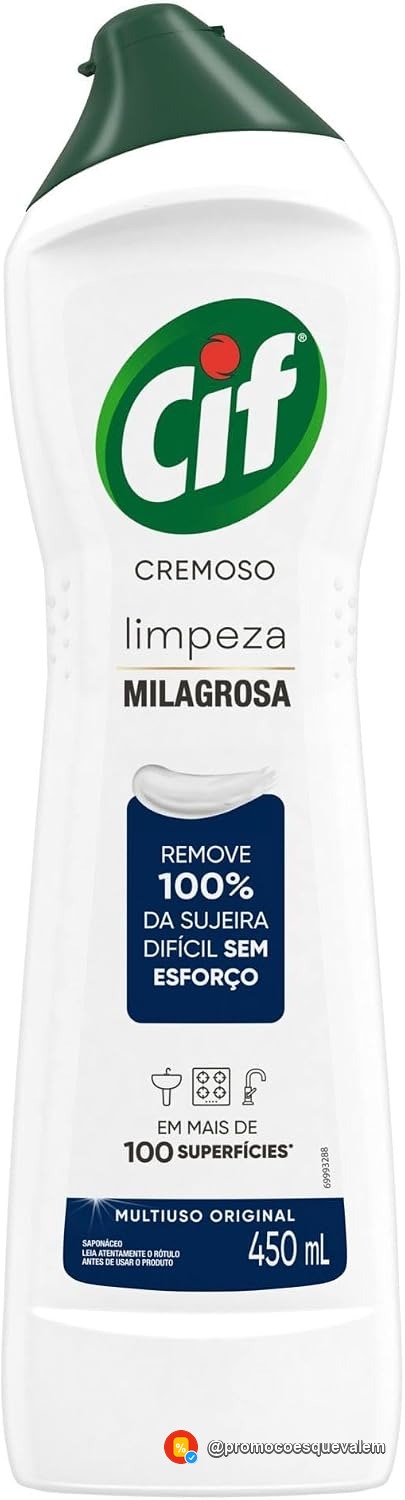 Cif®
CREMOSO
limpeza
MILAGROSA
REMOVE
100%
DA SUJEIRA
DIFÍCIL SEM
ESFORÇO
EM MAIS DE
100 SUPERFÍCIES*
69993288
MULTIUSO ORIGINAL
SAPONÁCEO
LEIA ATENTAMENTE O RÓTULO
ANTES DE USAR O PRODUTO
450 mL
% @promocoesquevalem